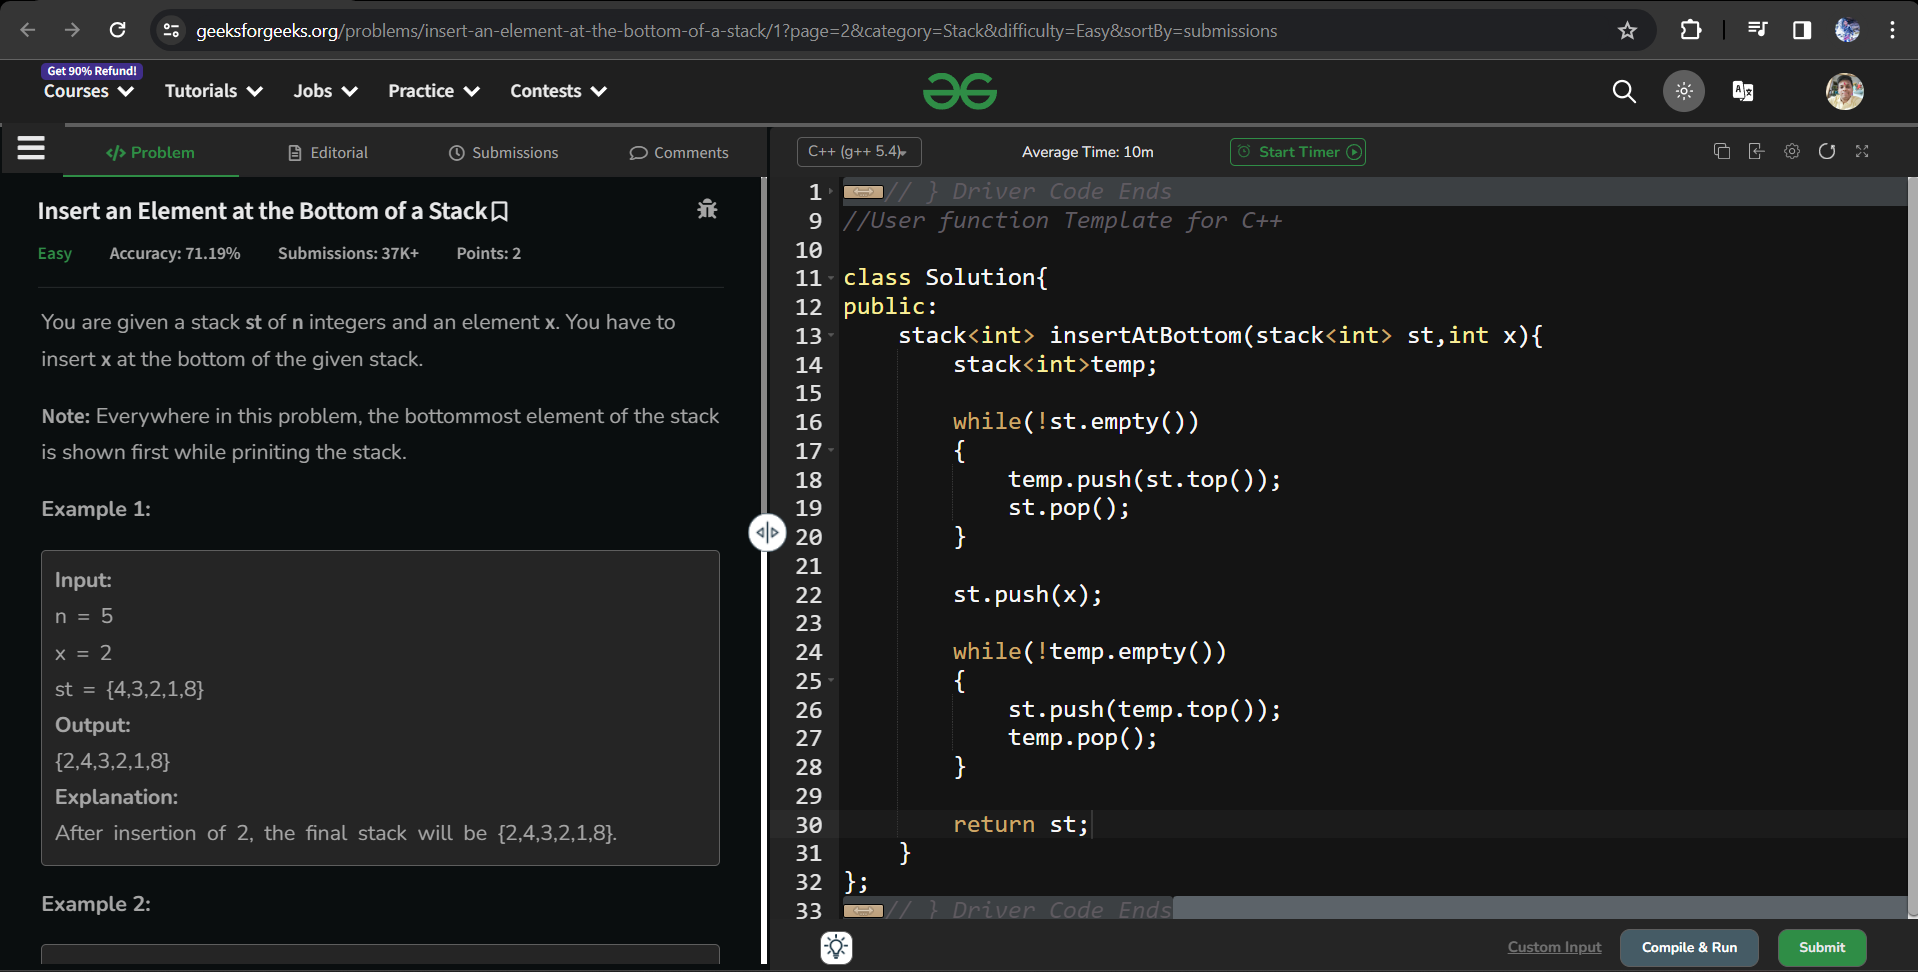 geeksforgeeks.org/problems/insert-an-element-at-the-bottom-of-a-stack/1?page=2&category=Stack&difficulty=Easy&sortBy=submissions
Get 90% Refund!
Courses Tutorials Jobs Practice Contests
Problem Editorial Submissions Comments
Insert an Element at the Bottom of a Stack
Easy Accuracy: 71.19% Submissions: 37K+ Points: 2
You are given a stack st of n integers and an element x. You have to
insert x at the bottom of the given stack.
Note: Everywhere in this problem, the bottommost element of the stack
is shown first while priniting the stack.
Example 1:
Input:
n = 5
x = 2
st = {4,3,2,1,8}
Output:
{2,4,3,2,1,8}
Explanation:
After insertion of 2, the final stack will be {2,4,3,2,1,8}.
Example 2:
C++ (g++ 5.4) Average Time: 10m Start Timer
1 // } Driver Code Ends
9 //User function Template for C++
10
11 class Solution{
12 public:
13 stack<int> insertAtBottom(stack<int> st,int x){
14 stack<int>temp;
15
16 while(!st.empty())
17 {
18 temp.push(st.top());
19 st.pop();
20 }
21
22 st.push(x);
23
24 while(!temp.empty())
25 {
26 st.push(temp.top());
27 temp.pop();
28 }
29
30 return st;
31 }
32 };
33 // } Driver Code Ends
Custom Input Compile & Run Submit